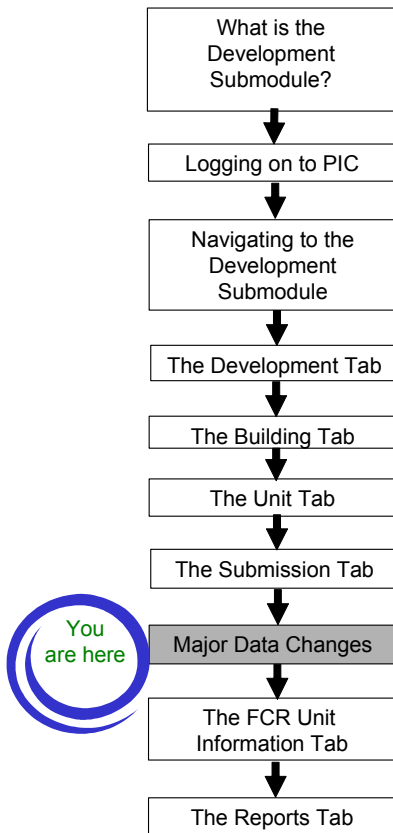 What is the
Development
Submodule?
Logging on to PIC
Navigating to the
Development
Submodule
The Development Tab
The Building Tab
The Unit Tab
The Submission Tab
You
are here
Major Data Changes
The FCR Unit
Information Tab
The Reports Tab